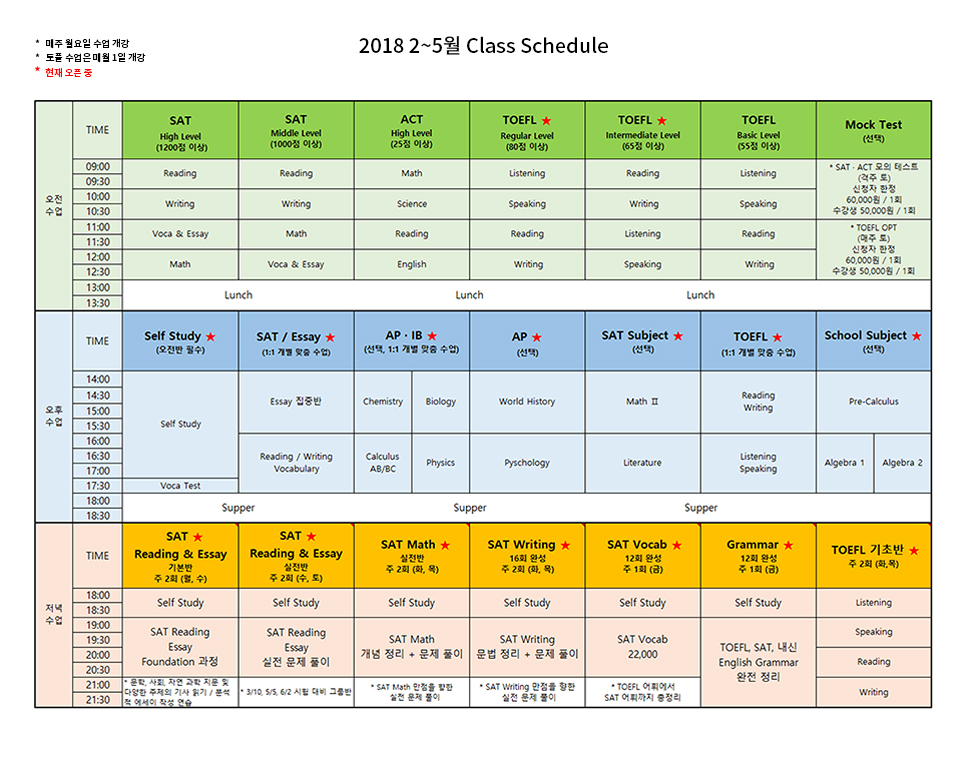 * 매주 월요일 수업 개강
* 토플 수업은 매월 1일 개강
* 현재 오픈 중
2018 2~5월 Class Schedule
오전 수업
TIME
SAT High Level (1200점 이상)
SAT Middle Level (1000점 이상)
ACT High Level (25점 이상)
TOEFL ★ Regular Level (80점 이상)
TOEFL ★ Intermediate Level (65점 이상)
TOEFL Basic Level (55점 이상)
Mock Test (선택)
09:00
09:30
Reading Reading Math Listening Reading Listening
10:00
10:30
Writing Writing Science Speaking Writing Speaking
* SAT · ACT 모의 테스트
(격주 토)
신청자 한정
60,000원 / 1회
수강생 50,000원 / 1회
11:00
11:30
Voca & Essay Math Reading Reading Listening Reading
12:00
12:30
Math Voca & Essay English Writing Speaking Writing
* TOEFL OPT
(매주 토)
신청자 한정
60,000원 / 1회
수강생 50,000원 / 1회
13:00
13:30
Lunch Lunch Lunch
오후 수업
TIME
Self Study ★ (오전반 필수)
SAT / Essay ★ (1:1 개별 맞춤 수업)
AP · IB ★ (선택, 1:1 개별 맞춤 수업)
AP ★ (선택)
SAT Subject ★ (선택)
TOEFL ★ (1:1 개별 맞춤 수업)
School Subject ★ (선택)
14:00
14:30
15:00
15:30
Self Study
Essay 집중반
Chemistry
Biology
World History
Math Ⅱ
Reading
Writing
Pre-Calculus
16:00
16:30
17:00
17:30
Reading / Writing
Vocabulary
Calculus
AB/BC
Physics
Pyschology
Literature
Listening
Speaking
Algebra 1
Algebra 2
Voca Test
18:00
18:30
Supper Supper Supper
저녁 수업
TIME
SAT ★
Reading & Essay
기본반
주 2회 (월, 수)
SAT ★
Reading & Essay
실전반
주 2회 (수, 토)
SAT Math ★
실전반
주 2회 (화, 목)
SAT Writing ★
16회 완성
주 2회 (화, 목)
SAT Vocab ★
12회 완성
주 1회 (금)
Grammar ★
12회 완성
주 1회 (금)
TOEFL 기초반 ★
주 2회 (화,목)
18:00
18:30
Self Study Self Study Self Study Self Study Self Study Self Study Listening
19:00
19:30
20:00
20:30
SAT Reading
Essay
Foundation 과정
SAT Reading
Essay
실전 문제 풀이
SAT Math
개념 정리 + 문제 풀이
SAT Writing
문법 정리 + 문제 풀이
SAT Vocab
22,000
TOEFL, SAT, 내신
English Grammar
완전 정리
Speaking
Reading
21:00
21:30
* 문학, 사회, 자연 과학 지문 및
다양한 주제의 기사 읽기 / 분석
적 에세이 작성 연습
* 3/10, 5/5, 6/2 시험 대비 그룹반
* SAT Math 만점을 향한
실전 문제 풀이
* SAT Writing 만점을 향한
실전 문제 풀이
* TOEFL 어휘에서
SAT 어휘까지 총정리
Writing